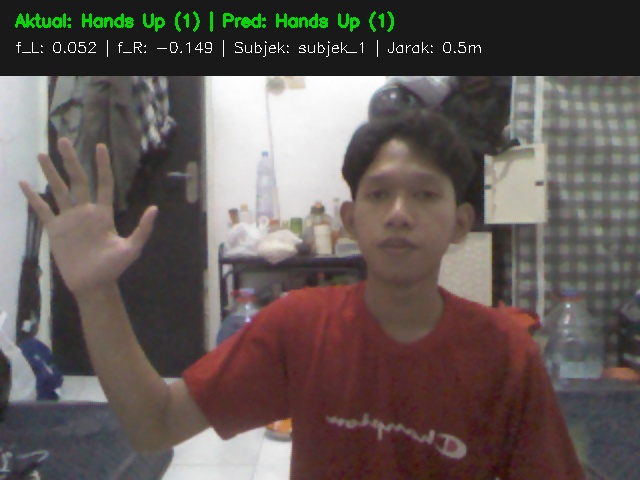 Aktual: Hands Up (1) | Pred: Hands Up (1)
f_L: 0.052 | f_R: −0.149 | Subjek: subjek_1 | Jarak: 0.5m
Champion